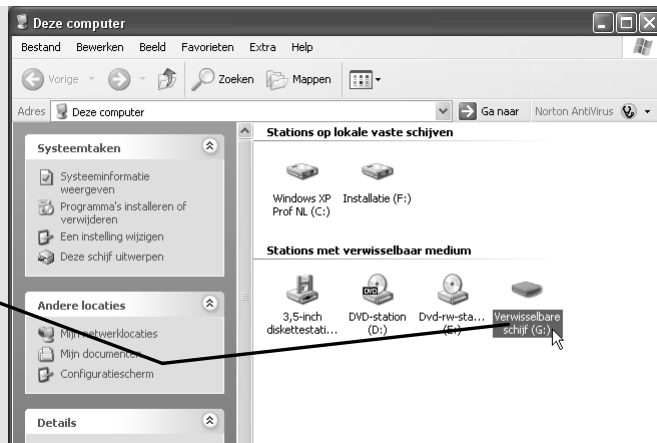 Deze computer
Bestand Bewerken Beeld Favorieten Extra Help
Vorige Zoeken Mappen
Adres Deze computer Ga naar Norton AntiVirus
Systeemtaken
Systeeminformatie
weergeven
Programma's installeren of
verwijderen
Een instelling wijzigen
Deze schijf uitwerpen
Andere locaties
Mijn netwerklocaties
Mijn documenten
Configuratiescherm
Details
Stations op lokale vaste schijven
Windows XP
Prof NL (C:)
Installatie (F:)
Stations met verwisselbaar medium
3,5-inch
diskettestati...
DVD-station
(D:)
Dvd-rw-sta...
(E:)
Verwisselbare
schijf (G:)